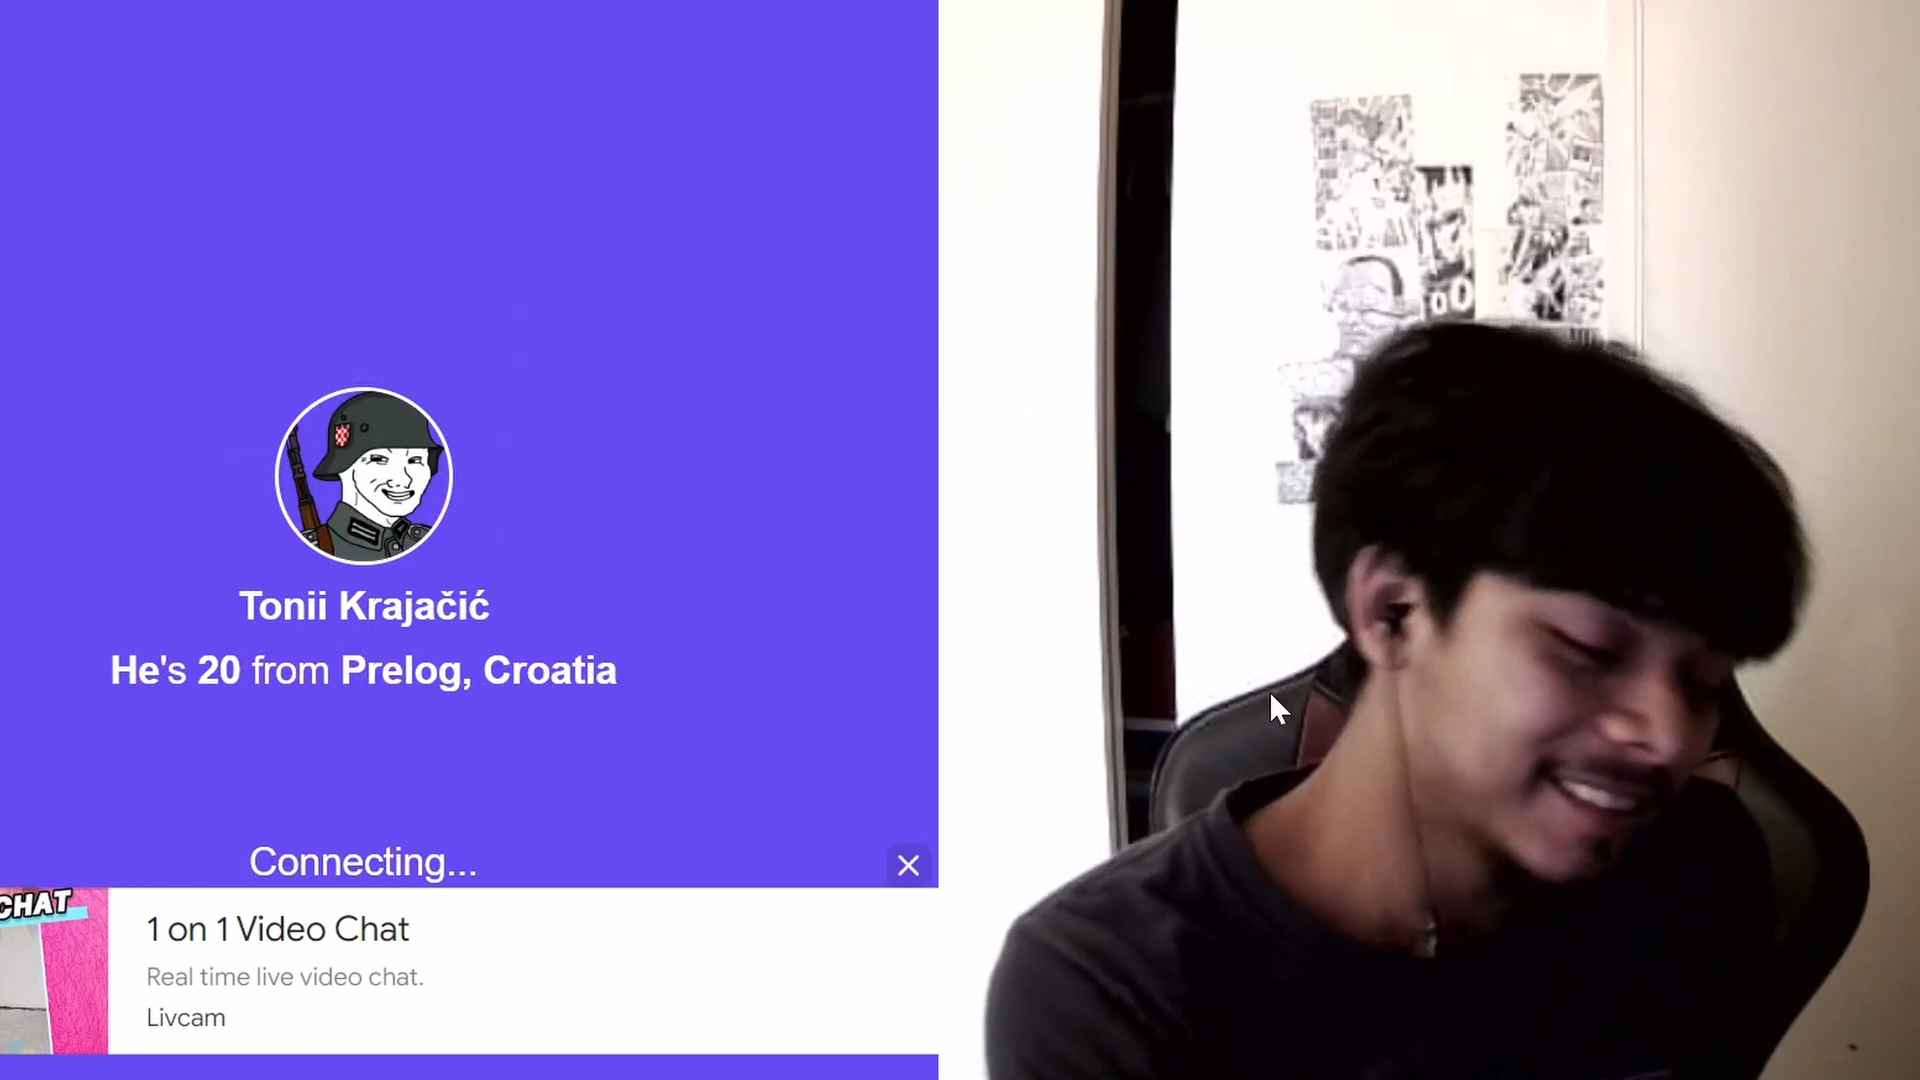 Tonii Krajačić
He's 20 from Prelog, Croatia
Connecting...
CHAT
1 on 1 Video Chat
Real time live video chat.
Livcam
00